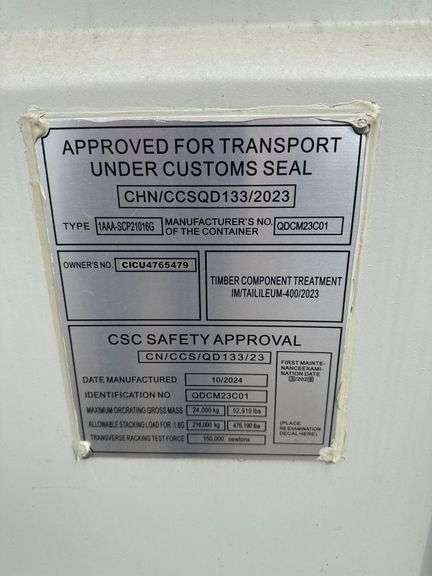 APPROVED FOR TRANSPORT
UNDER CUSTOMS SEAL
CHN/CCSQD133/2023
TYPE 1AAA-SCP21016G MANUFACTURER'S NO. OF THE CONTAINER QDCM23C01
OWNER'S NO. CICU4765479
TIMBER COMPONENT TREATMENT
IM/TAILILEUM-400/2023
CSC SAFETY APPROVAL
CN/CCS/QD133/23
DATE MANUFACTURED 10/2024
IDENTIFICATION NO QDCM23C01
MAXIMUM ORCRATING GROSS MASS 24,000 kg 52,910 lbs
ALLOWABLE STACKING LOAD FOR 1.8G 216,000 kg 476,190 lbs
TRANSVERSE RACKING TEST FORCE 150,000 newtons
FIRST MAINTE-
NANCEEXAMI-
NATION DATE
(PLACE
RE EXAMINATION
DECAL HERE)